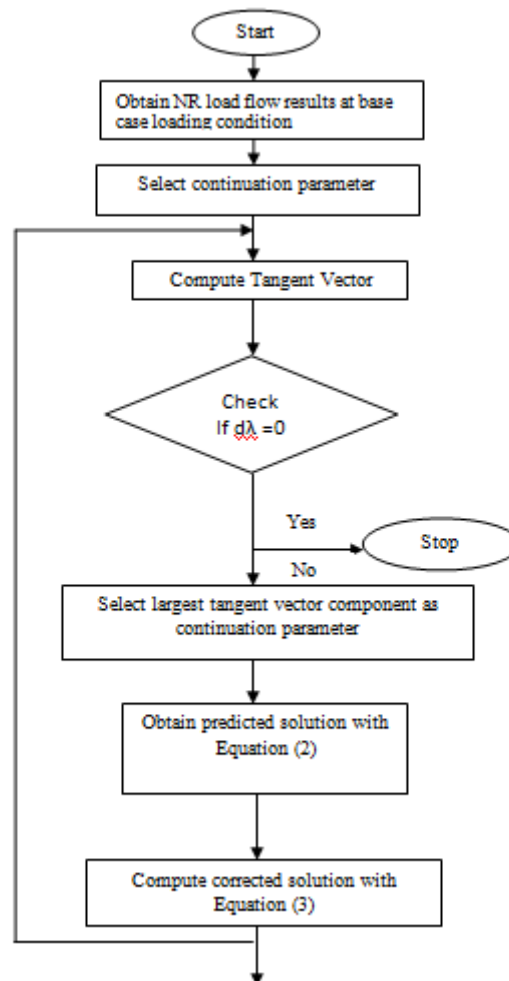 Start
Obtain NR load flow results at base
case loading condition
Select continuation parameter
Compute Tangent Vector
Check
If dλ =0
Yes
Stop
No
Select largest tangent vector component as
continuation parameter
Obtain predicted solution with
Equation (2)
Compute corrected solution with
Equation (3)